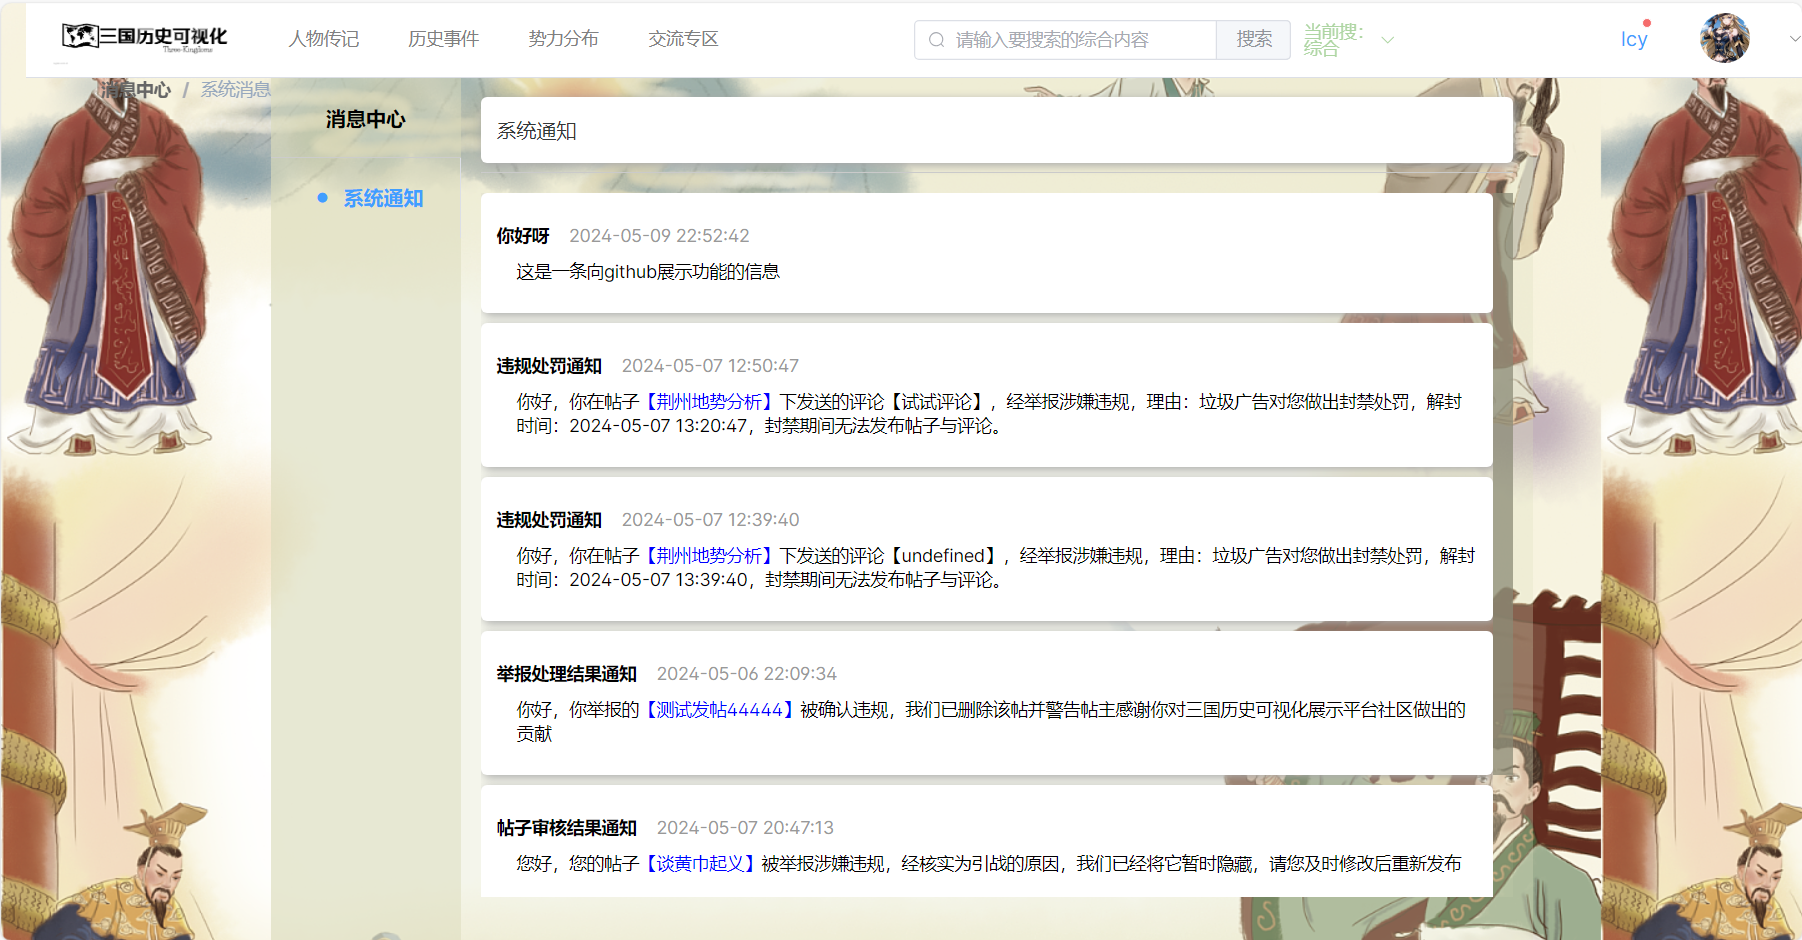 三国历史可视化
Three-Kingdoms
人物传记
历史事件
势力分布
交流专区
请输入要搜索的综合内容
搜索
当前搜：
综合
Icy
消息中心 / 系统消息
消息中心
系统通知
系统通知
你好呀 2024-05-09 22:52:42
这是一条向github展示功能的信息
违规处罚通知 2024-05-07 12:50:47
你好，你在帖子【荆州地势分析】下发送的评论【试试评论】，经举报涉嫌违规，理由：垃圾广告对您做出封禁处罚，解封
时间：2024-05-07 13:20:47，封禁期间无法发布帖子与评论。
违规处罚通知 2024-05-07 12:39:40
你好，你在帖子【荆州地势分析】下发送的评论【undefined】，经举报涉嫌违规，理由：垃圾广告对您做出封禁处罚，解封
时间：2024-05-07 13:39:40，封禁期间无法发布帖子与评论。
举报处理结果通知 2024-05-06 22:09:34
你好，你举报的【测试发帖44444】被确认违规，我们已删除该帖并警告帖主感谢你对三国历史可视化展示平台社区做出的
贡献
帖子审核结果通知 2024-05-07 20:47:13
您好，您的帖子【谈黄巾起义】被举报涉嫌违规，经核实为引战的原因，我们已经将它暂时隐藏，请您及时修改后重新发布